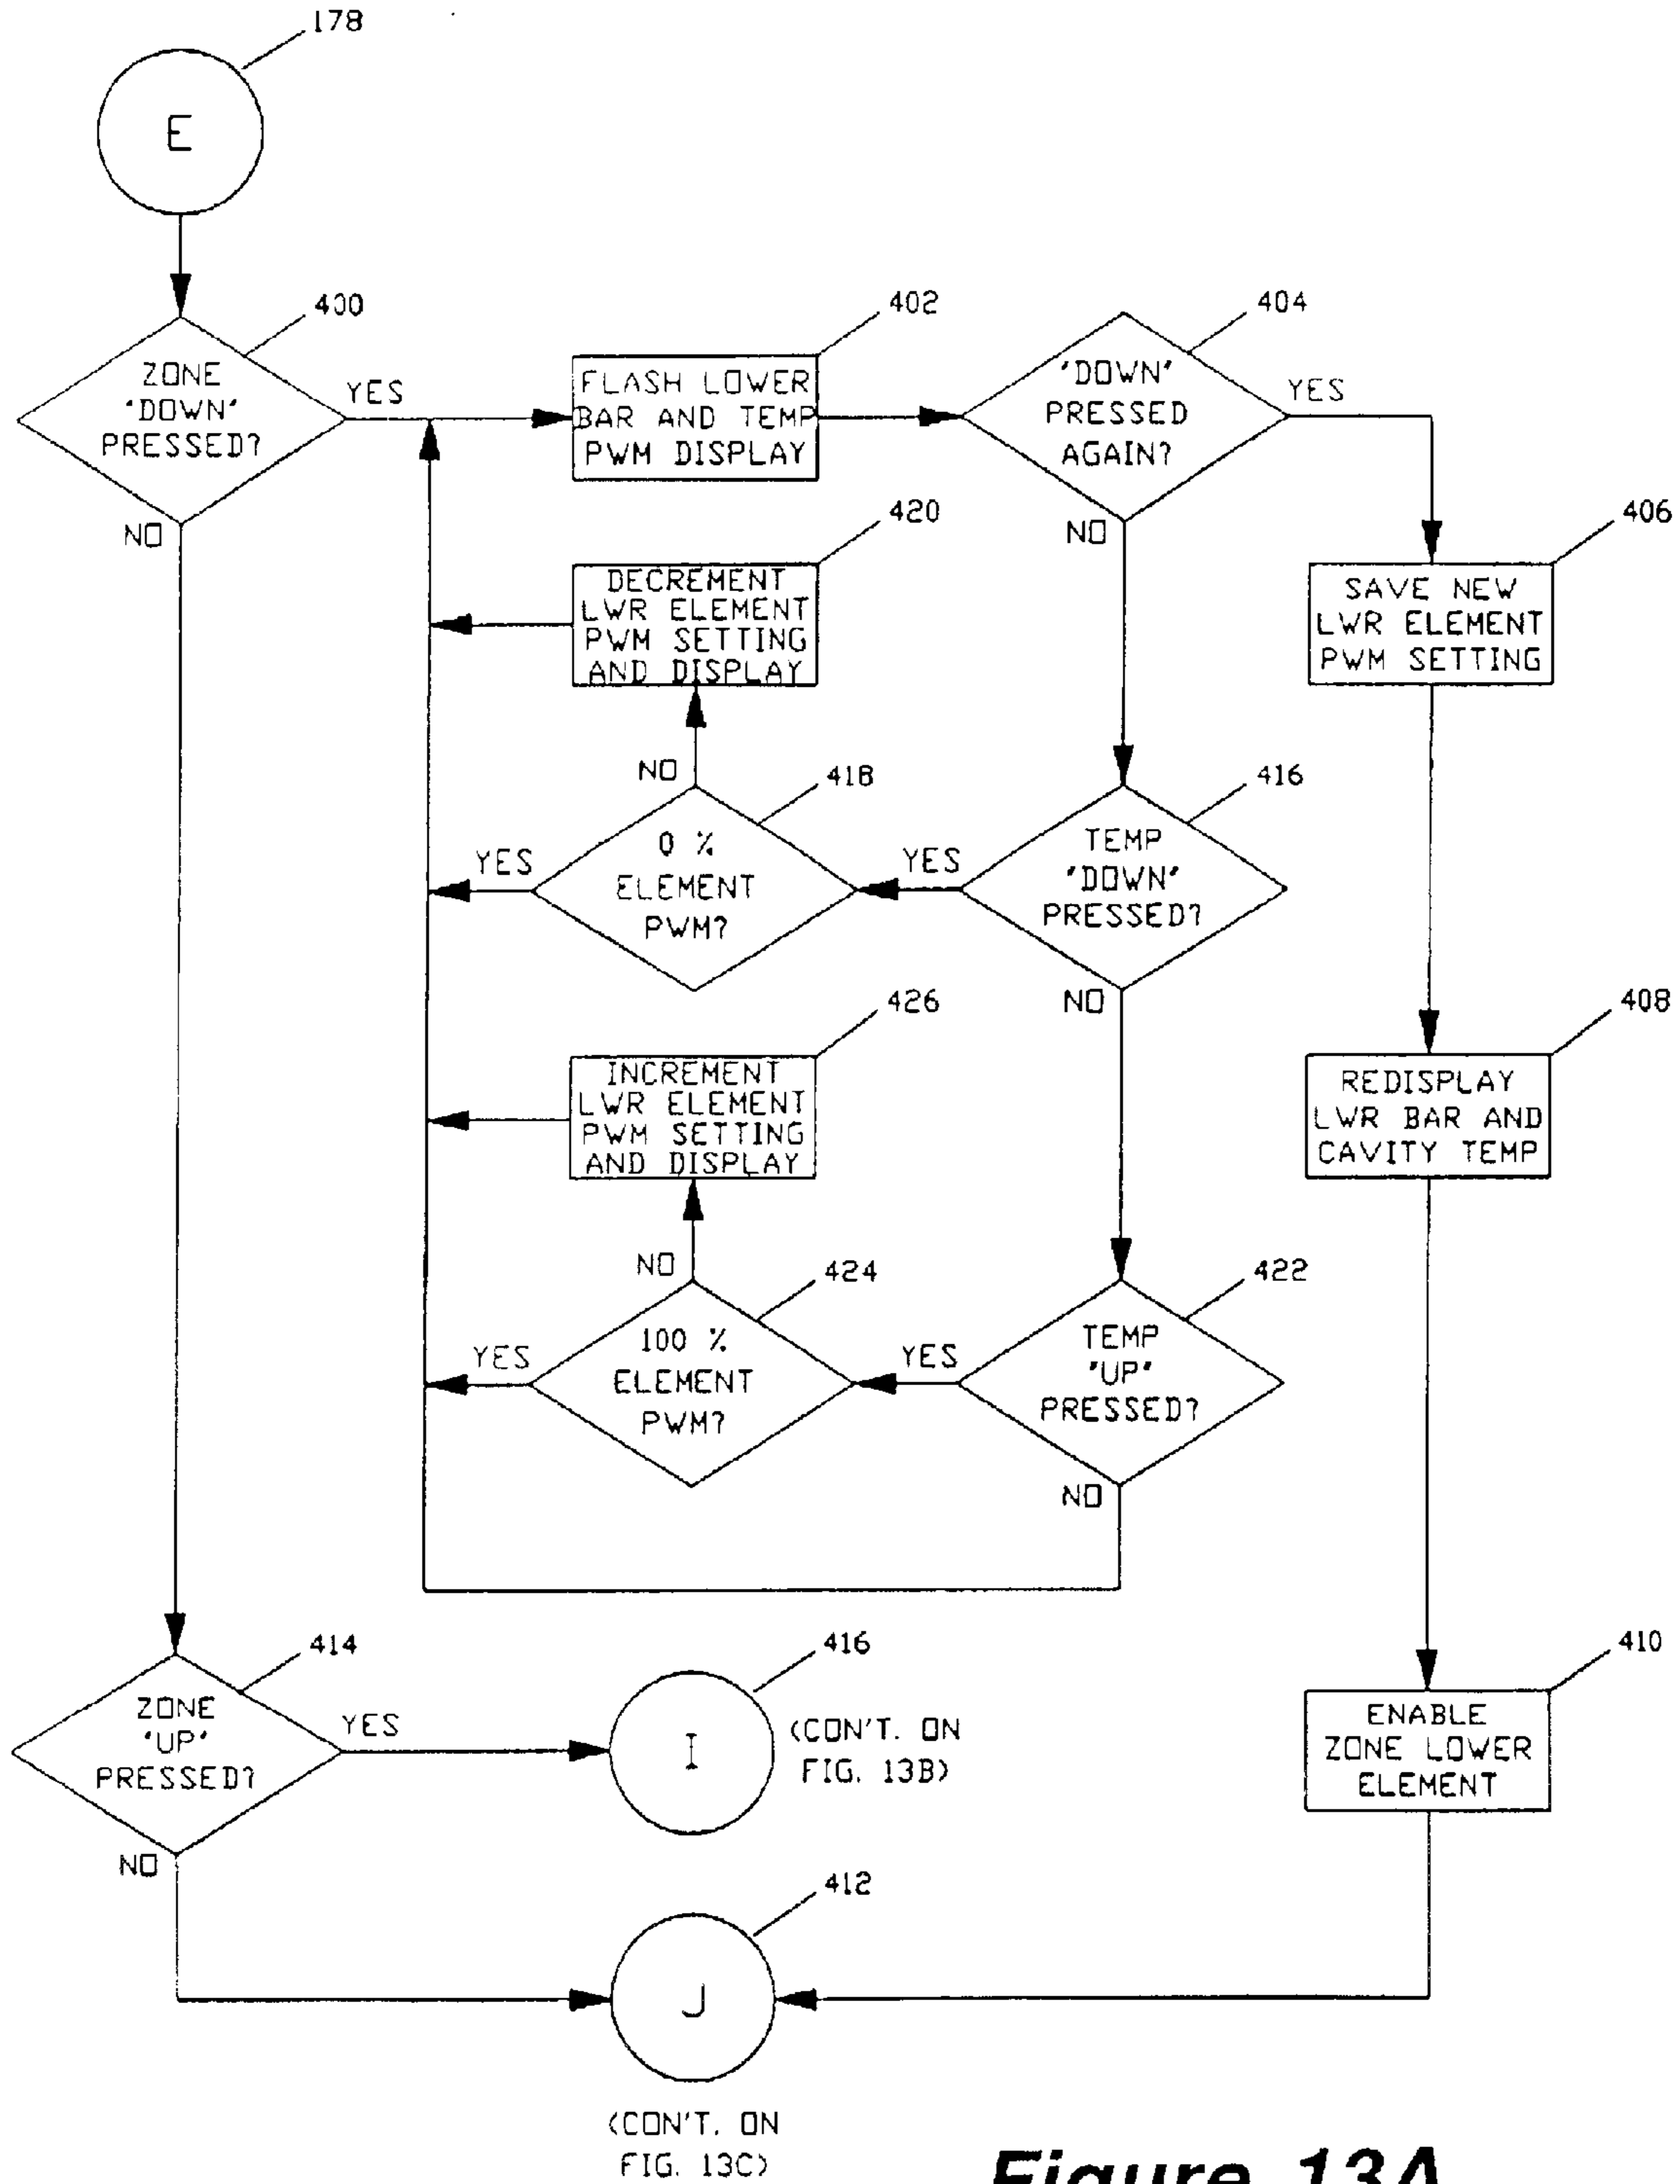 178
E
400
ZONE
"DOWN"
PRESSED?
YES
NO
402
FLASH LOWER
BAR AND TEMP
PWM DISPLAY
404
"DOWN"
PRESSED
AGAIN?
YES
NO
406
SAVE NEW
LWR ELEMENT
PWM SETTING
420
DECREMENT
LWR ELEMENT
PWM SETTING
AND DISPLAY
NO
418
0 %
ELEMENT
PWM?
YES
YES
416
TEMP
"DOWN"
PRESSED?
NO
408
REDISPLAY
LWR BAR AND
CAVITY TEMP
426
INCREMENT
LWR ELEMENT
PWM SETTING
AND DISPLAY
NO
424
100 %
ELEMENT
PWM?
YES
YES
422
TEMP
"UP"
PRESSED?
NO
414
ZONE
"UP"
PRESSED?
YES
NO
416
I
(CON'T. ON
FIG. 13B)
410
ENABLE
ZONE LOWER
ELEMENT
412
J
(CON'T. ON
FIG. 13C)
Figure 13A